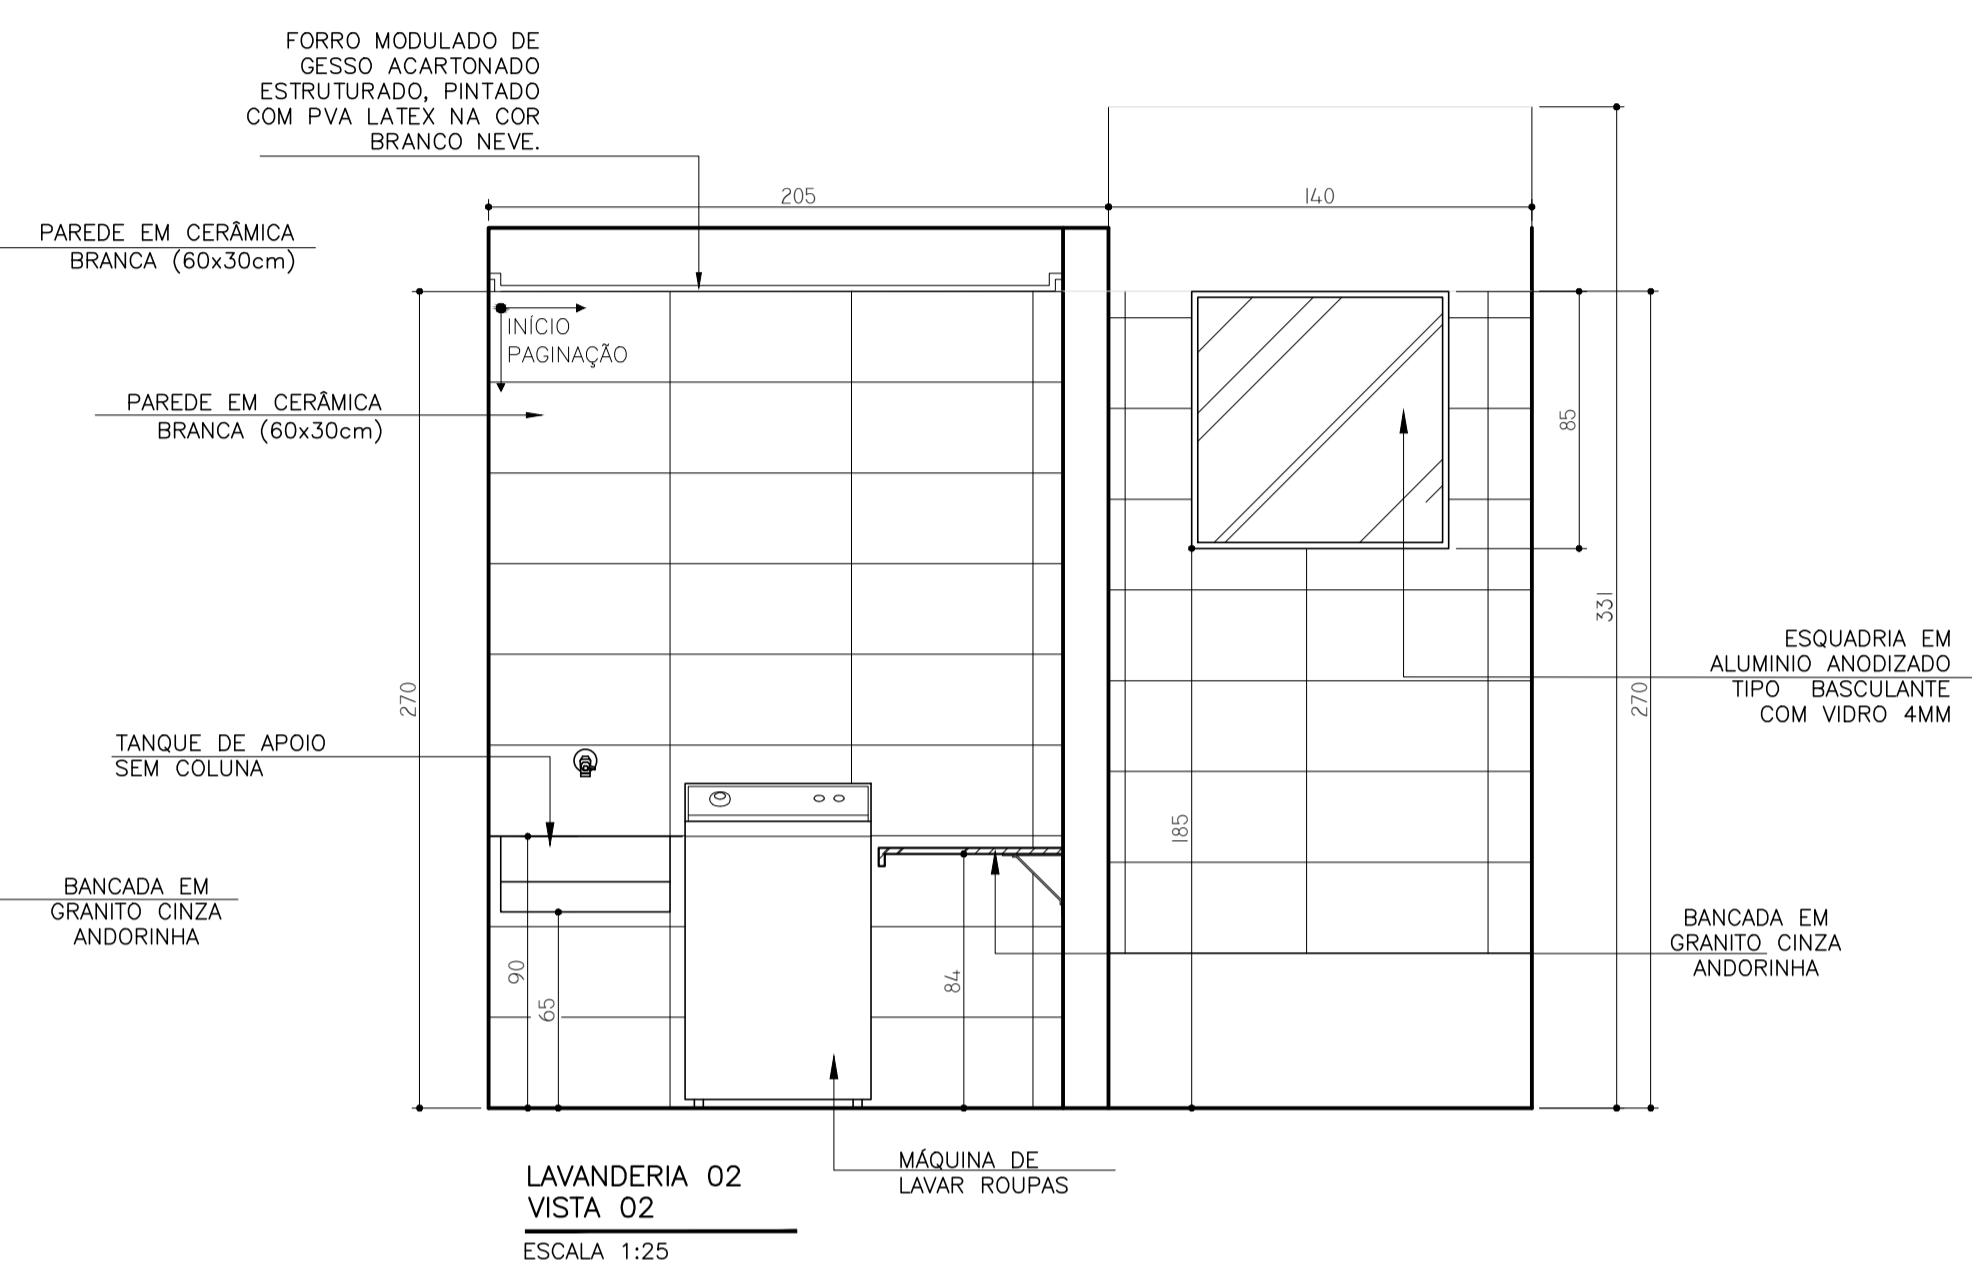 FORRO MODULADO DE
GESSO ACARTONADO
ESTRUTURADO, PINTADO
COM PVA LATEX NA COR
BRANCO NEVE.
205
140
PAREDE EM CERÂMICA
BRANCA (60x30cm)
INÍCIO
PAGINAÇÃO
PAREDE EM CERÂMICA
BRANCA (60x30cm)
85
331
ESQUADRIA EM
ALUMINIO ANODIZADO
TIPO BASCULANTE
COM VIDRO 4MM
270
270
TANQUE DE APOIO
SEM COLUNA
185
BANCADA EM
GRANITO CINZA
ANDORINHA
BANCADA EM
GRANITO CINZA
ANDORINHA
90
65
84
MÁQUINA DE
LAVAR ROUPAS
LAVANDERIA 02
VISTA 02
ESCALA 1:25